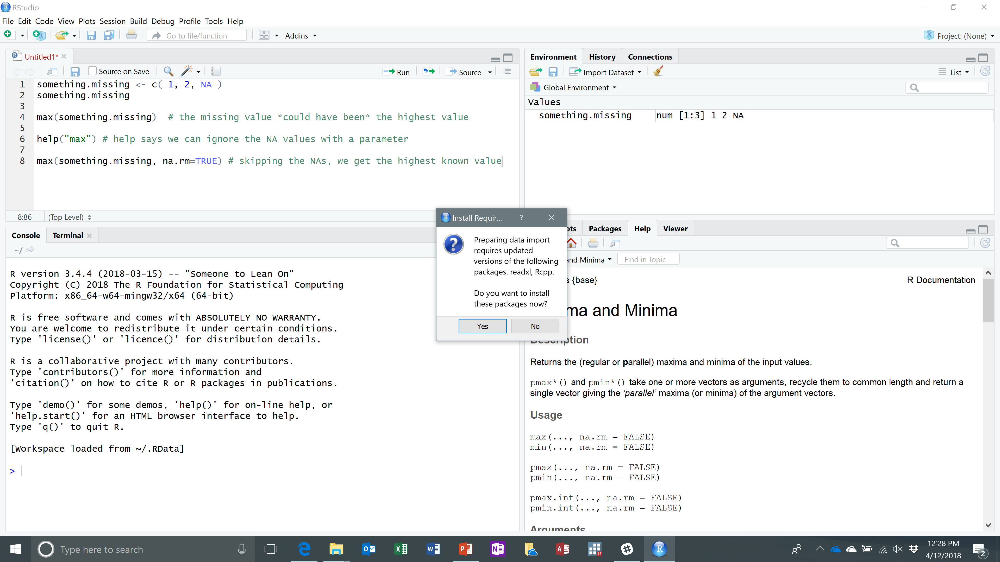 RStudio
File Edit Code View Plots Session Build Debug Profile Tools Help
Go to file/function
Addins
Project: (None)
Untitled1*
Source on Save
Run
Source
1 something.missing <- c( 1, 2, NA )
2 something.missing
3
4 max(something.missing)  # the missing value *could have been* the highest value
5
6 help("max") # help says we can ignore the NA values with a parameter
7
8 max(something.missing, na.rm=TRUE) # skipping the NAs, we get the highest known value
8:86 (Top Level)
Environment History Connections
Import Dataset
List
Global Environment
Values
something.missing num [1:3] 1 2 NA
Console Terminal
~/
R version 3.4.4 (2018-03-15) -- "Someone to Lean On"
Copyright (C) 2018 The R Foundation for Statistical Computing
Platform: x86_64-w64-mingw32/x64 (64-bit)
R is free software and comes with ABSOLUTELY NO WARRANTY.
You are welcome to redistribute it under certain conditions.
Type 'license()' or 'licence()' for distribution details.
R is a collaborative project with many contributors.
Type 'contributors()' for more information and
'citation()' on how to cite R or R packages in publications.
Type 'demo()' for some demos, 'help()' for on-line help, or
'help.start()' for an HTML browser interface to help.
Type 'q()' to quit R.
[Workspace loaded from ~/.RData]
>
Install Requir...
?
Preparing data import
requires updated
versions of the following
packages: readxl, Rcpp.
Do you want to install
these packages now?
Yes No
ots Packages Help Viewer
and Minima
Find in Topic
s {base}
R Documentation
ma and Minima
Description
Returns the (regular or parallel) maxima and minima of the input values.
pmax*() and pmin*() take one or more vectors as arguments, recycle them to common length and return a
single vector giving the ‘parallel’ maxima (or minima) of the argument vectors.
Usage
max(..., na.rm = FALSE)
min(..., na.rm = FALSE)
pmax(..., na.rm = FALSE)
pmin(..., na.rm = FALSE)
pmax.int(..., na.rm = FALSE)
pmin.int(..., na.rm = FALSE)
Arguments
Type here to search
15
12:28 PM
4/12/2018
2